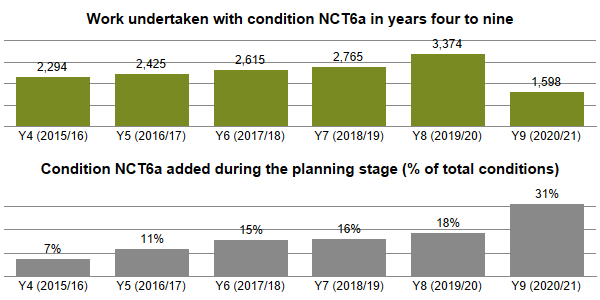 Work undertaken with condition NCT6a in years four to nine
2,294 2,425 2,615 2,765 3,374 1,598
Y4 (2015/16) Y5 (2016/17) Y6 (2017/18) Y7 (2018/19) Y8 (2019/20) Y9 (2020/21)
Condition NCT6a added during the planning stage (% of total conditions)
7% 11% 15% 16% 18% 31%
Y4 (2015/16) Y5 (2016/17) Y6 (2017/18) Y7 (2018/19) Y8 (2019/20) Y9 (2020/21)